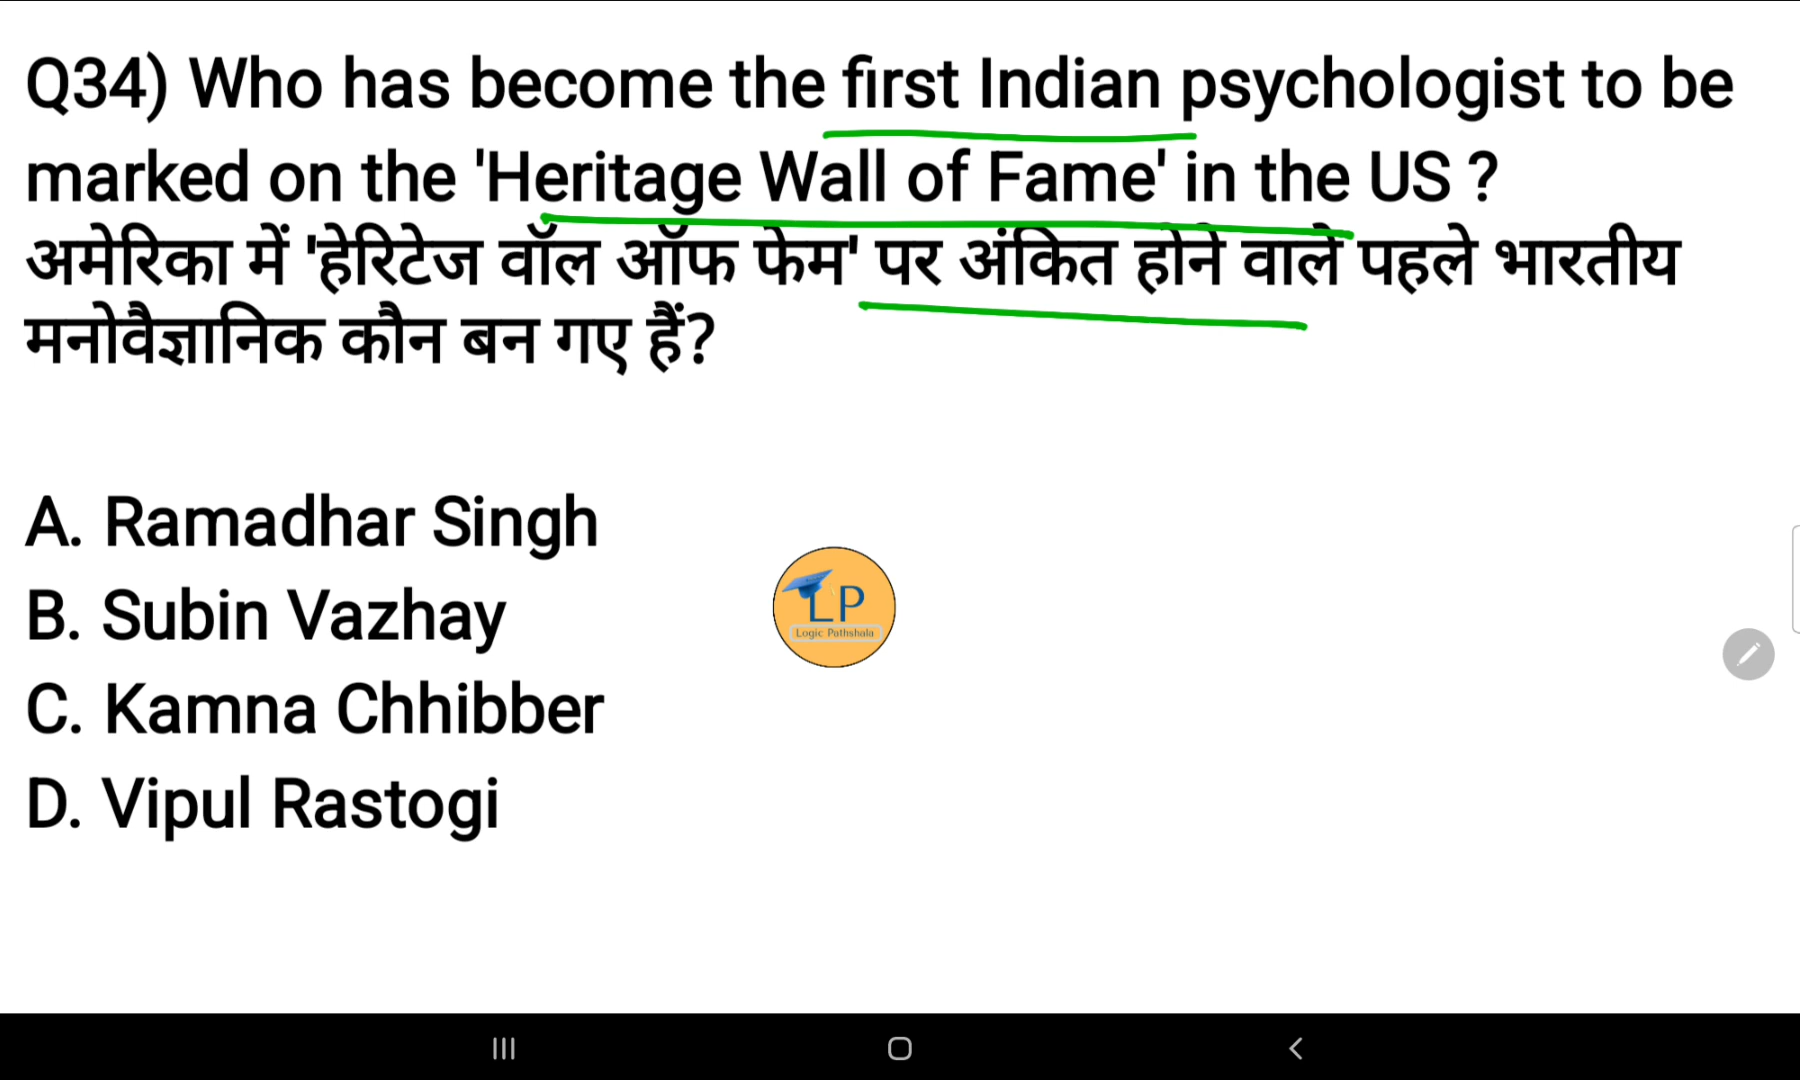 Q34) Who has become the first Indian psychologist to be
marked on the 'Heritage Wall of Fame' in the US ?
अमेरिका में 'हेरिटेज वॉल ऑफ फेम' पर अंकित होने वाले पहले भारतीय
मनोवैज्ञानिक कौन बन गए हैं?
A. Ramadhar Singh
B. Subin Vazhay
C. Kamna Chhibber
D. Vipul Rastogi
LP
Logic Pathshala